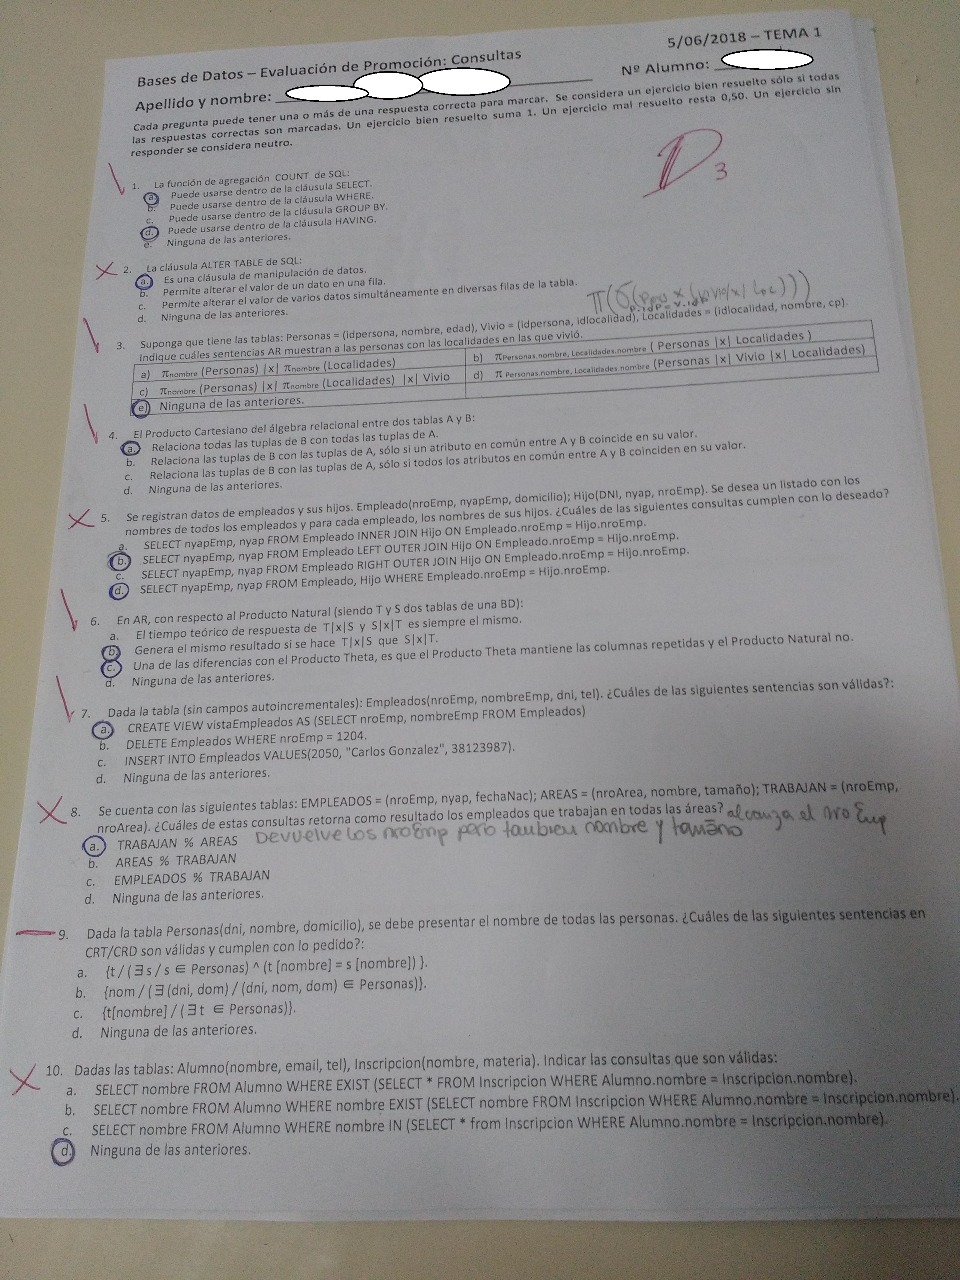 5/06/2018 – TEMA 1
Bases de Datos – Evaluación de Promoción: Consultas
Apellido y nombre:
Nº Alumno:
Cada pregunta puede tener una o más de una respuesta correcta para marcar. Se considera un ejercicio bien resuelto sólo si todas
las respuestas correctas son marcadas. Un ejercicio bien resuelto suma 1. Un ejercicio mal resuelto resta 0,50. Un ejercicio sin
responder se considera neutro.
D 3
1. La función de agregación COUNT de SQL:
a. Puede usarse dentro de la cláusula SELECT.
b. Puede usarse dentro de la cláusula WHERE.
c. Puede usarse dentro de la cláusula GROUP BY.
d. Puede usarse dentro de la cláusula HAVING.
e. Ninguna de las anteriores.
2. La cláusula ALTER TABLE de SQL:
a. Es una cláusula de manipulación de datos.
b. Permite alterar el valor de un dato en una fila.
c. Permite alterar el valor de varios datos simultáneamente en diversas filas de la tabla.
d. Ninguna de las anteriores.
3. Suponga que tiene las tablas: Personas = (idpersona, nombre, edad), Vivio = (idpersona, idlocalidad), Localidades = (idlocalidad, nombre, cp).
Indique cuáles sentencias AR muestran a las personas con las localidades en las que vivió.
a) πnombre (Personas) |x| πnombre (Localidades)
b) πPersonas.nombre, Localidades.nombre ( Personas |x| Localidades )
c) πnombre (Personas) |x| πnombre (Localidades) |x| Vivio
d) π Personas.nombre, Localidades.nombre (Personas |x| Vivio |x| Localidades)
e) Ninguna de las anteriores.
4. El Producto Cartesiano del álgebra relacional entre dos tablas A y B:
a. Relaciona todas las tuplas de B con todas las tuplas de A.
b. Relaciona las tuplas de B con las tuplas de A, sólo si un atributo en común entre A y B coincide en su valor.
c. Relaciona las tuplas de B con las tuplas de A, sólo si todos los atributos en común entre A y B coinciden en su valor.
d. Ninguna de las anteriores.
5. Se registran datos de empleados y sus hijos. Empleado(nroEmp, nyapEmp, domicilio); Hijo(DNI, nyap, nroEmp). Se desea un listado con los
nombres de todos los empleados y para cada empleado, los nombres de sus hijos. ¿Cuáles de las siguientes consultas cumplen con lo deseado?
a. SELECT nyapEmp, nyap FROM Empleado INNER JOIN Hijo ON Empleado.nroEmp = Hijo.nroEmp.
b. SELECT nyapEmp, nyap FROM Empleado LEFT OUTER JOIN Hijo ON Empleado.nroEmp = Hijo.nroEmp.
c. SELECT nyapEmp, nyap FROM Empleado RIGHT OUTER JOIN Hijo ON Empleado.nroEmp = Hijo.nroEmp.
d. SELECT nyapEmp, nyap FROM Empleado, Hijo WHERE Empleado.nroEmp = Hijo.nroEmp.
6. En AR, con respecto al Producto Natural (siendo T y S dos tablas de una BD):
a. El tiempo teórico de respuesta de T|x|S y S|x|T es siempre el mismo.
b. Genera el mismo resultado si se hace T|x|S que S|x|T.
c. Una de las diferencias con el Producto Theta, es que el Producto Theta mantiene las columnas repetidas y el Producto Natural no.
d. Ninguna de las anteriores.
7. Dada la tabla (sin campos autoincrementales): Empleados(nroEmp, nombreEmp, dni, tel). ¿Cuáles de las siguientes sentencias son válidas?:
a. CREATE VIEW vistaEmpleados AS (SELECT nroEmp, nombreEmp FROM Empleados)
b. DELETE Empleados WHERE nroEmp = 1204.
c. INSERT INTO Empleados VALUES(2050, "Carlos Gonzalez", 38123987).
d. Ninguna de las anteriores.
8. Se cuenta con las siguientes tablas: EMPLEADOS = (nroEmp, nyap, fechaNac); AREAS = (nroArea, nombre, tamaño); TRABAJAN = (nroEmp,
nroArea). ¿Cuáles de estas consultas retorna como resultado los empleados que trabajan en todas las áreas? alcanza el nro Emp
a. TRABAJAN % AREAS Devuelve los nroEmp pero tambien nombre y tamaño
b. AREAS % TRABAJAN
c. EMPLEADOS % TRABAJAN
d. Ninguna de las anteriores.
9. Dada la tabla Personas(dni, nombre, domicilio), se debe presentar el nombre de todas las personas. ¿Cuáles de las siguientes sentencias en
CRT/CRD son válidas y cumplen con lo pedido?:
a. {t / (∃ s / s ∈ Personas) ^ (t [nombre] = s [nombre]) }.
b. {nom / (∃ (dni, dom) / (dni, nom, dom) ∈ Personas)}.
c. {t[nombre] / (∃ t ∈ Personas)}.
d. Ninguna de las anteriores.
10. Dadas las tablas: Alumno(nombre, email, tel), Inscripcion(nombre, materia). Indicar las consultas que son válidas:
a. SELECT nombre FROM Alumno WHERE EXIST (SELECT * FROM Inscripcion WHERE Alumno.nombre = Inscripcion.nombre).
b. SELECT nombre FROM Alumno WHERE nombre EXIST (SELECT nombre FROM Inscripcion WHERE Alumno.nombre = Inscripcion.nombre).
c. SELECT nombre FROM Alumno WHERE nombre IN (SELECT * from Inscripcion WHERE Alumno.nombre = Inscripcion.nombre).
d. Ninguna de las anteriores.